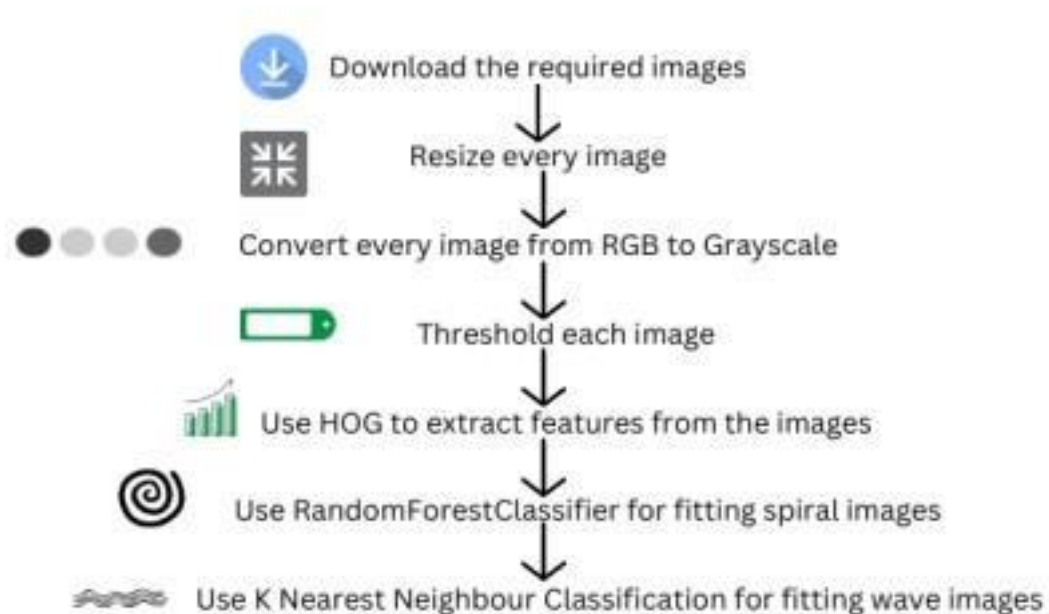 Download the required images
Resize every image
Convert every image from RGB to Grayscale
Threshold each image
Use HOG to extract features from the images
Use RandomForestClassifier for fitting spiral images
Use K Nearest Neighbour Classification for fitting wave images